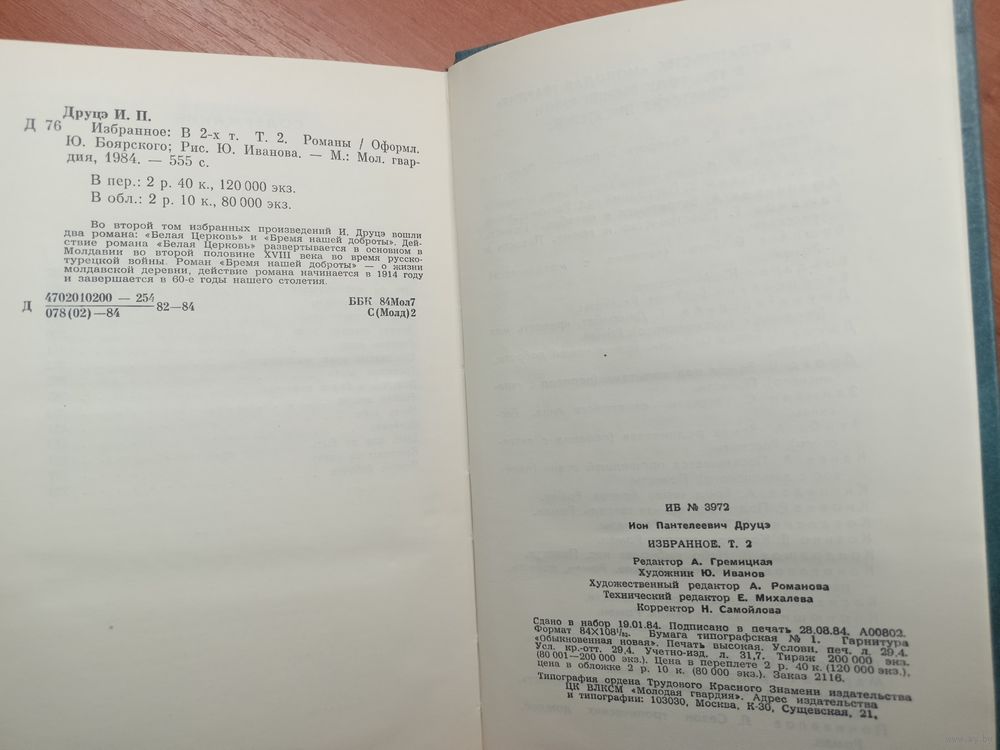 Друцэ И. П.
Д 76
Избранное: В 2-х т. Т. 2. Романы / Оформл.
Ю. Боярского; Рис. Ю. Иванова. — М.: Мол. гвар-
дия, 1984. — 555 с.
В пер.: 2 р. 40 к., 120 000 экз.
В обл.: 2 р. 10 к., 80 000 экз.
Во второй том избранных произведений И. Друцэ вошли
два романа: «Белая Церковь» и «Бремя нашей доброты». Дей-
ствие романа «Белая Церковь» развертывается в основном в
Молдавии во второй половине XVIII века во время русско-
турецкой войны. Роман «Бремя нашей доброты» — о жизни
молдавской деревни, действие романа начинается в 1914 году
и завершается в 60-е годы нашего столетия.
Д 4702010200 — 254
078(02)—84
82—84
ББК 84Мол7
С(Молд)2
ИБ № 3972
Ион Пантелеевич Друцэ
ИЗБРАННОЕ. Т. 2
Редактор А. Гремицкая
Художник Ю. Иванов
Художественный редактор А. Романова
Технический редактор Е. Михалева
Корректор Н. Самойлова
Сдано в набор 19.01.84. Подписано в печать 28.08.84. А00802.
Формат 84×108¹/₃₂. Бумага типографская № 1. Гарнитура
«Обыкновенная новая». Печать высокая. Условн. печ. л. 29,4.
Усл. кр.-отт. 29,4. Учетно-изд. л. 31,7. Тираж 200 000 экз.
(80 001—200 000 экз.). Цена в переплете 2 р. 40 к. (120 000 экз.),
цена в обложке 2 р. 10 к. (80 000 экз.). Заказ 2116.
Типография ордена Трудового Красного Знамени издательства
ЦК ВЛКСМ «Молодая гвардия». Адрес издательства
и типографии: 103030, Москва, К-30, Сущевская, 21.